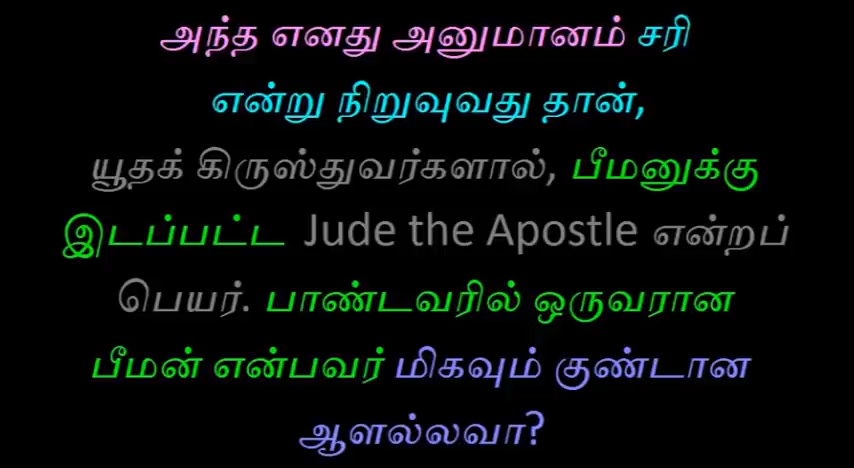 அந்த எனது அனுமானம் சரி
என்று நிறுவுவது தான்,
யூதக் கிருஸ்துவர்களால், பீமனுக்கு
இடப்பட்ட Jude the Apostle என்றப்
பெயர். பாண்டவரில் ஒருவரான
பீமன் என்பவர் மிகவும் குண்டான
ஆளல்லவா?